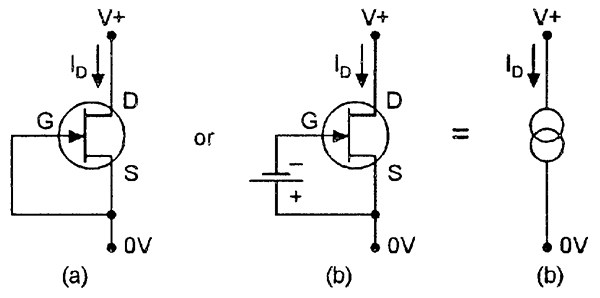 V+ V+ V+
I_D I_D I_D
D D
G G
or =
S S
−
+
0V 0V 0V
(a) (b) (b)